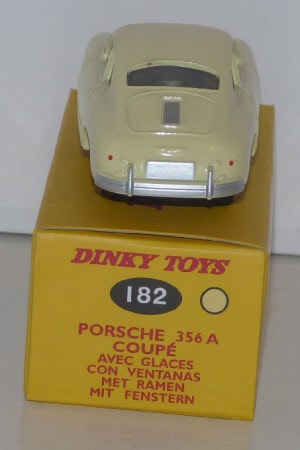 DINKY TOYS
182
PORSCHE 356 A
COUPÉ
AVEC GLACES
CON VENTANAS
MET RAMEN
MIT FENSTERN